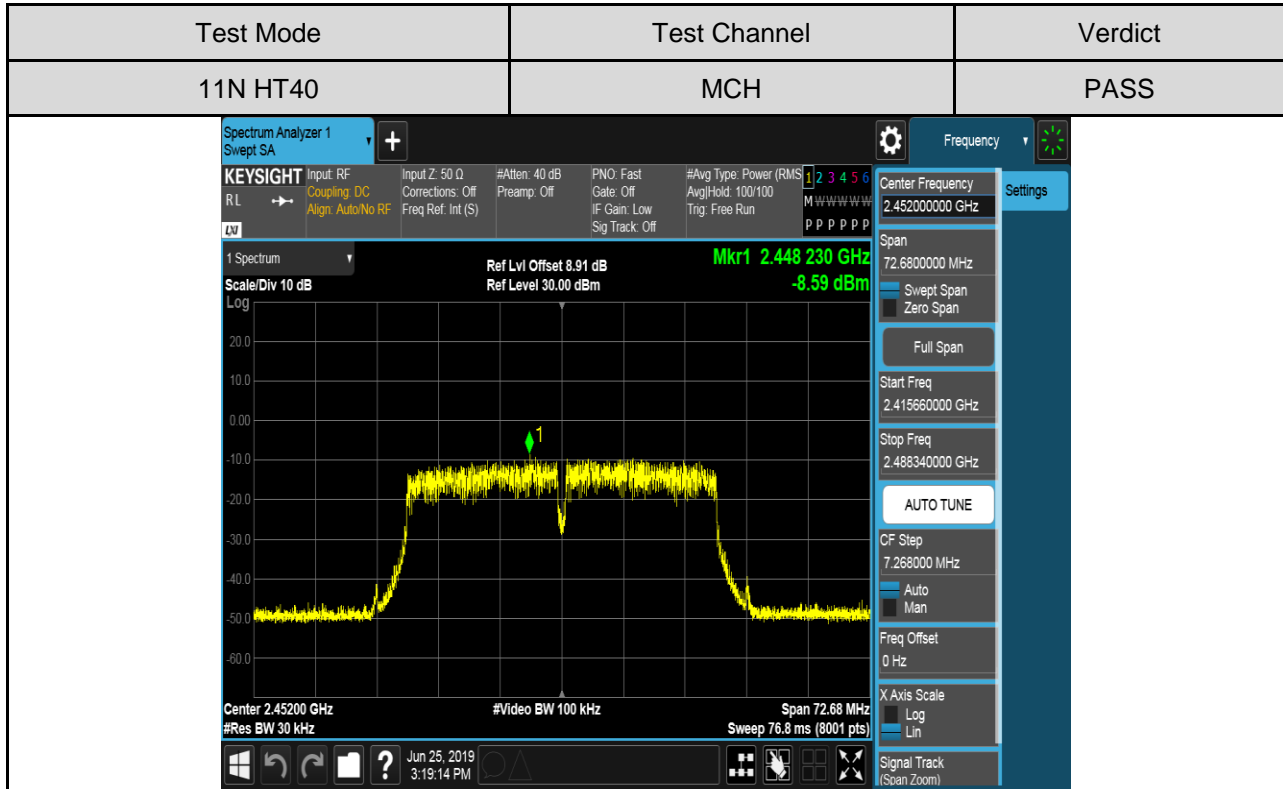 Test Mode Test Channel Verdict
11N HT40 MCH PASS
Spectrum Analyzer 1
Swept SA
+
Frequency
KEYSIGHT
RL
LXI
Input: RF
Coupling: DC
Align: Auto/No RF
Input Z: 50 Ω
Corrections: Off
Freq Ref: Int (S)
#Atten: 40 dB
Preamp: Off
PNO: Fast
Gate: Off
IF Gain: Low
Sig Track: Off
#Avg Type: Power (RMS
Avg|Hold: 100/100
Trig: Free Run
1 2 3 4 5 6
M W W W W W
P P P P P P
1 Spectrum
Scale/Div 10 dB
Ref Lvl Offset 8.91 dB
Ref Level 30.00 dBm
Mkr1 2.448 230 GHz
-8.59 dBm
Log
20.0
10.0
0.00
-10.0
-20.0
-30.0
-40.0
-50.0
-60.0
1
Center 2.45200 GHz
#Res BW 30 kHz
#Video BW 100 kHz
Span 72.68 MHz
Sweep 76.8 ms (8001 pts)
?
Jun 25, 2019
3:19:14 PM
Center Frequency
2.452000000 GHz
Settings
Span
72.6800000 MHz
Swept Span
Zero Span
Full Span
Start Freq
2.415660000 GHz
Stop Freq
2.488340000 GHz
AUTO TUNE
CF Step
7.268000 MHz
Auto
Man
Freq Offset
0 Hz
X Axis Scale
Log
Lin
Signal Track
(Span Zoom)